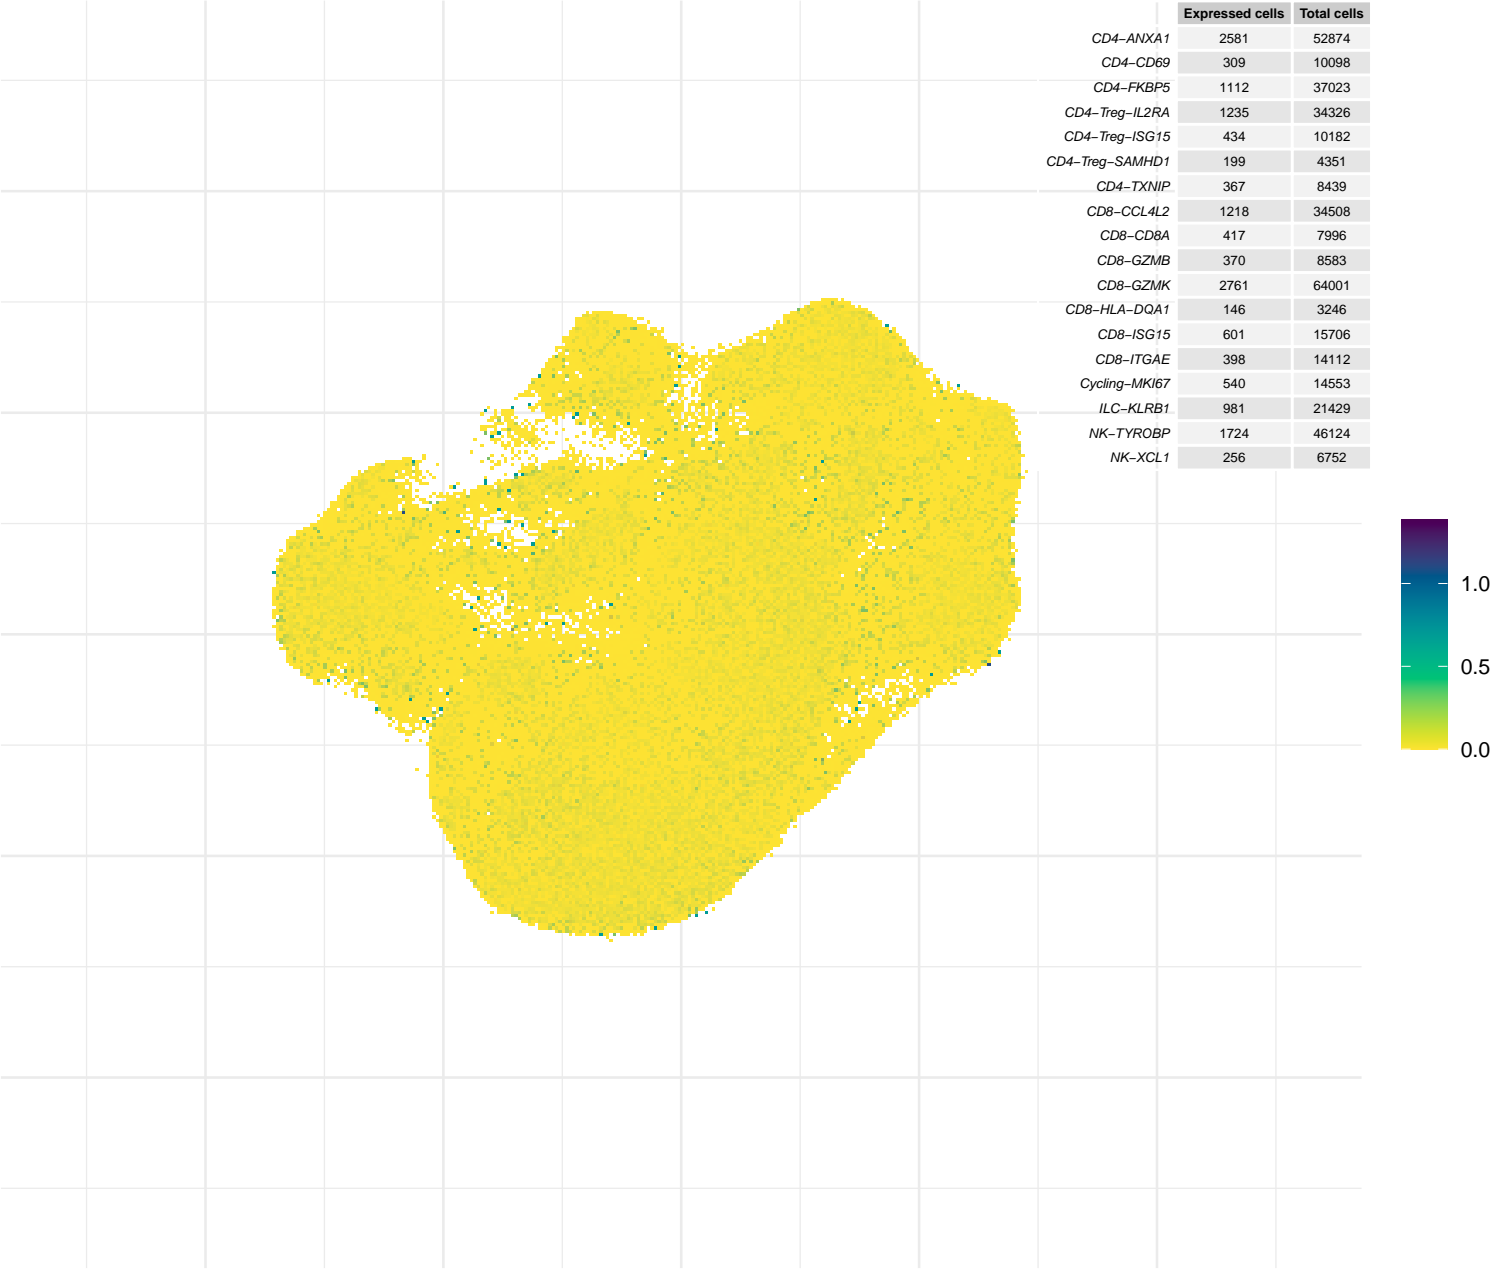 Expressed cells Total cells
CD4−ANXA1 2581 52874
CD4−CD69 309 10098
CD4−FKBP5 1112 37023
CD4−Treg−IL2RA 1235 34326
CD4−Treg−ISG15 434 10182
CD4−Treg−SAMHD1 199 4351
CD4−TXNIP 367 8439
CD8−CCL4L2 1218 34508
CD8−CD8A 417 7996
CD8−GZMB 370 8583
CD8−GZMK 2761 64001
CD8−HLA−DQA1 146 3246
CD8−ISG15 601 15706
CD8−ITGAE 398 14112
Cycling−MKI67 540 14553
ILC−KLRB1 981 21429
NK−TYROBP 1724 46124
NK−XCL1 256 6752
1.0
0.5
0.0